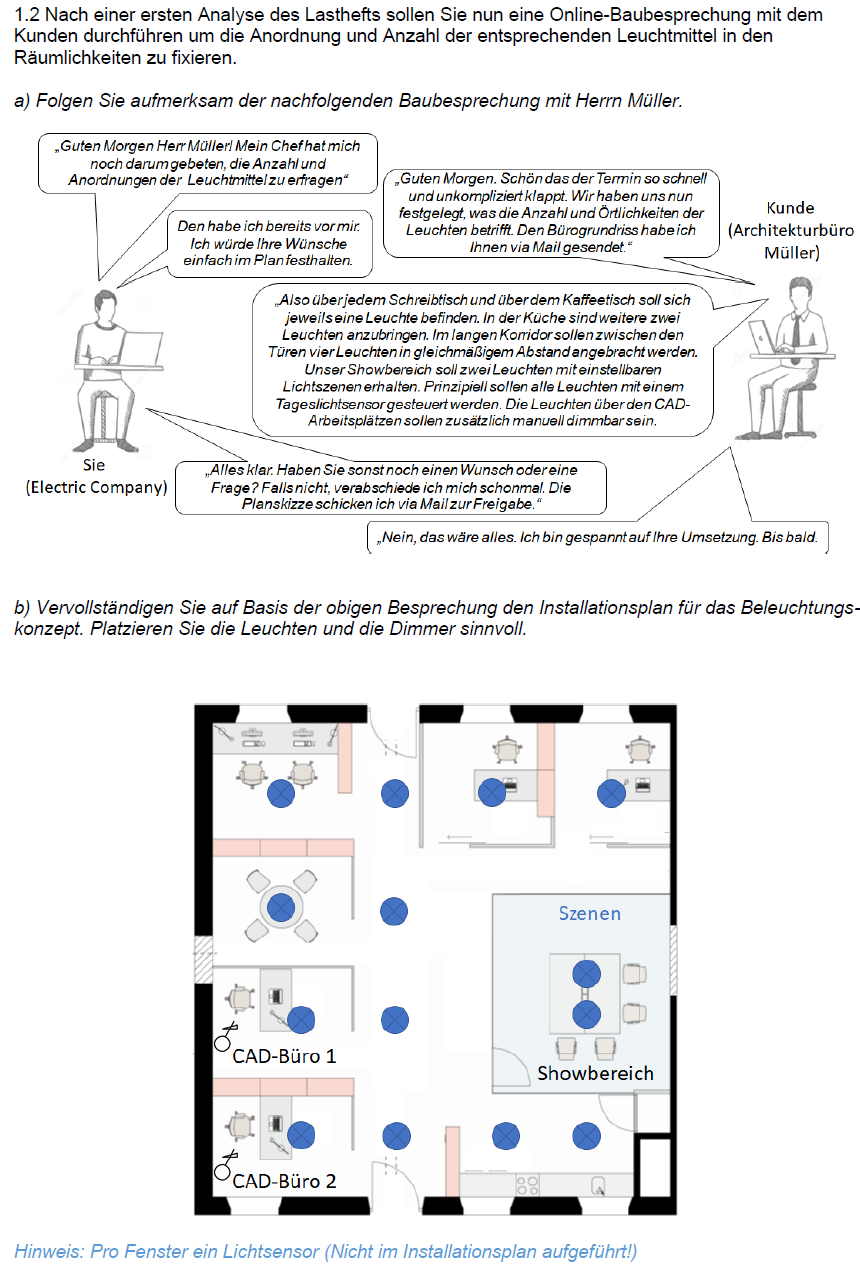 1.2 Nach einer ersten Analyse des Lasthefts sollen Sie nun eine Online-Baubesprechung mit dem
Kunden durchführen um die Anordnung und Anzahl der entsprechenden Leuchtmittel in den
Räumlichkeiten zu fixieren.
a) Folgen Sie aufmerksam der nachfolgenden Baubesprechung mit Herrn Müller.
„Guten Morgen Herr Müller! Mein Chef hat mich
noch darum gebeten, die Anzahl und
Anordnungen der Leuchtmittel zu erfragen“
„Guten Morgen. Schön das der Termin so schnell
und unkompliziert klappt. Wir haben uns nun
festgelegt, was die Anzahl und Örtlichkeiten der
Leuchten betrifft. Den Bürogrundriss habe ich
Ihnen via Mail gesendet.“
Kunde
(Architekturbüro
Müller)
Den habe ich bereits vor mir.
Ich würde Ihre Wünsche
einfach im Plan festhalten.
„Also über jedem Schreibtisch und über dem Kaffeetisch soll sich
jeweils eine Leuchte befinden. In der Küche sind weitere zwei
Leuchten anzubringen. Im langen Korridor sollen zwischen den
Türen vier Leuchten in gleichmäßigem Abstand angebracht werden.
Unser Showbereich soll zwei Leuchten mit einstellbaren
Lichtszenen erhalten. Prinzipiell sollen alle Leuchten mit einem
Tageslichtsensor gesteuert werden. Die Leuchten über den CAD-
Arbeitsplätzen sollen zusätzlich manuell dimmbar sein.
Sie
(Electric Company)
„Alles klar. Haben Sie sonst noch einen Wunsch oder eine
Frage? Falls nicht, verabschiede ich mich schonmal. Die
Planskizze schicken ich via Mail zur Freigabe.“
„Nein, das wäre alles. Ich bin gespannt auf Ihre Umsetzung. Bis bald.
b) Vervollständigen Sie auf Basis der obigen Besprechung den Installationsplan für das Beleuchtungs-
konzept. Platzieren Sie die Leuchten und die Dimmer sinnvoll.
Szenen
CAD-Büro 1
Showbereich
CAD-Büro 2
Hinweis: Pro Fenster ein Lichtsensor (Nicht im Installationsplan aufgeführt!)